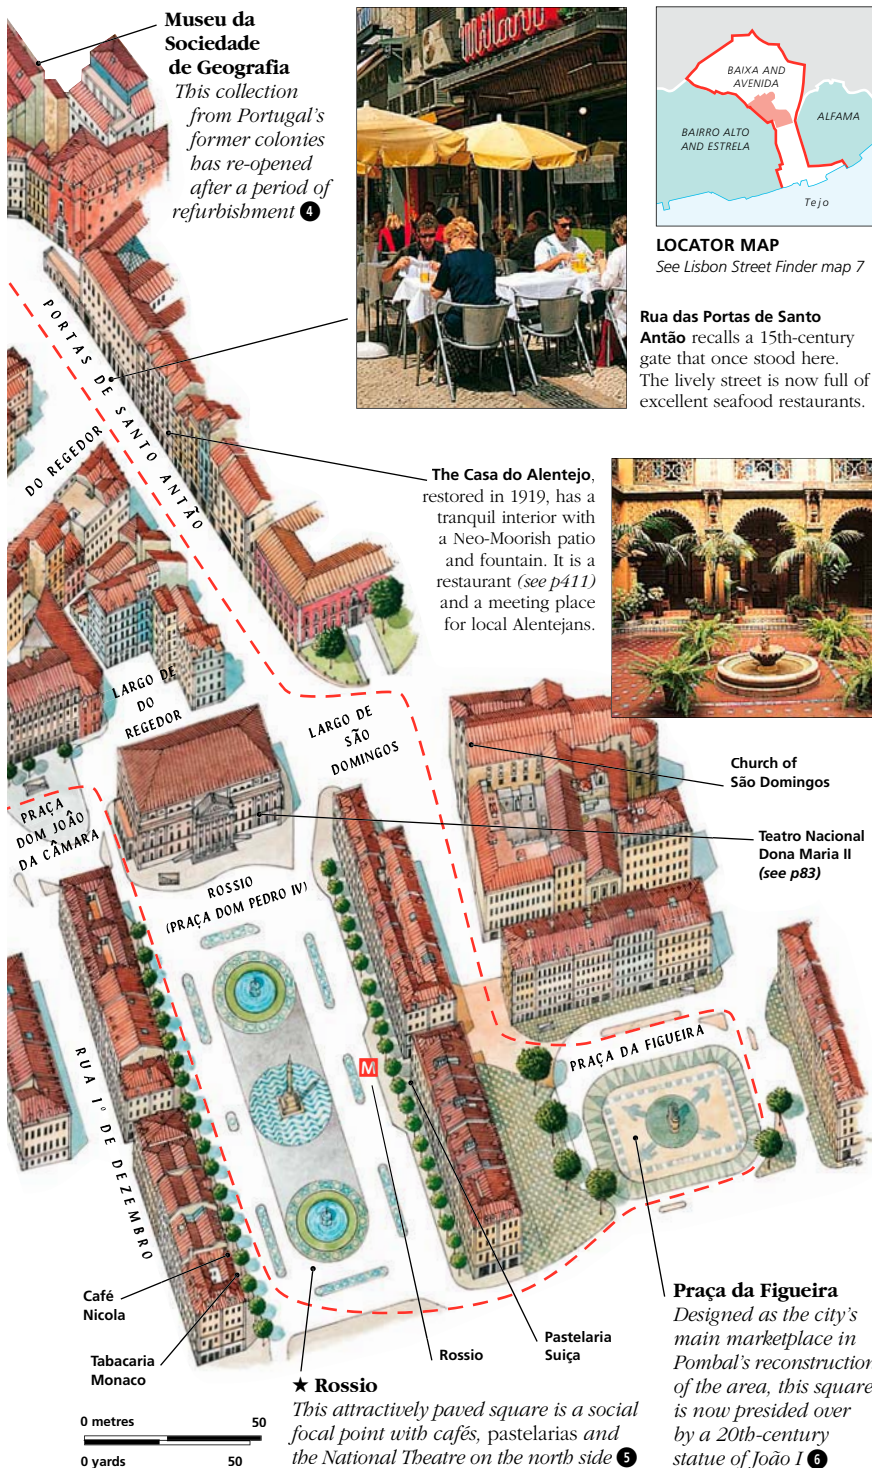 Museu da
Sociedade
de Geografia
This collection
from Portugal's
former colonies
has re-opened
after a period of
refurbishment 4
Milano
BAIXA AND
AVENIDA
BAIRRO ALTO
AND ESTRELA
ALFAMA
Tejo
LOCATOR MAP
See Lisbon Street Finder map 7
Rua das Portas de Santo
Antão recalls a 15th-century
gate that once stood here.
The lively street is now full of
excellent seafood restaurants.
PORTAS DE SANTO ANTÃO
DO REGEDOR
The Casa do Alentejo,
restored in 1919, has a
tranquil interior with
a Neo-Moorish patio
and fountain. It is a
restaurant (see p411)
and a meeting place
for local Alentejans.
LARGO DE
DO
REGEDOR
LARGO DE
SÃO
DOMINGOS
Church of
São Domingos
PRAÇA
DOM JOÃO
DA CÂMARA
Teatro Nacional
Dona Maria II
(see p83)
ROSSIO
(PRAÇA DOM PEDRO IV)
M
PRAÇA DA FIGUEIRA
RUA 1º DE DEZEMBRO
Café
Nicola
Tabacaria
Monaco
Rossio
Pastelaria
Suiça
★ Rossio
This attractively paved square is a social
focal point with cafés, pastelarias and
the National Theatre on the north side 5
Praça da Figueira
Designed as the city's
main marketplace in
Pombal's reconstruction
of the area, this square
is now presided over
by a 20th-century
statue of João I 6
0 metres 50
0 yards 50